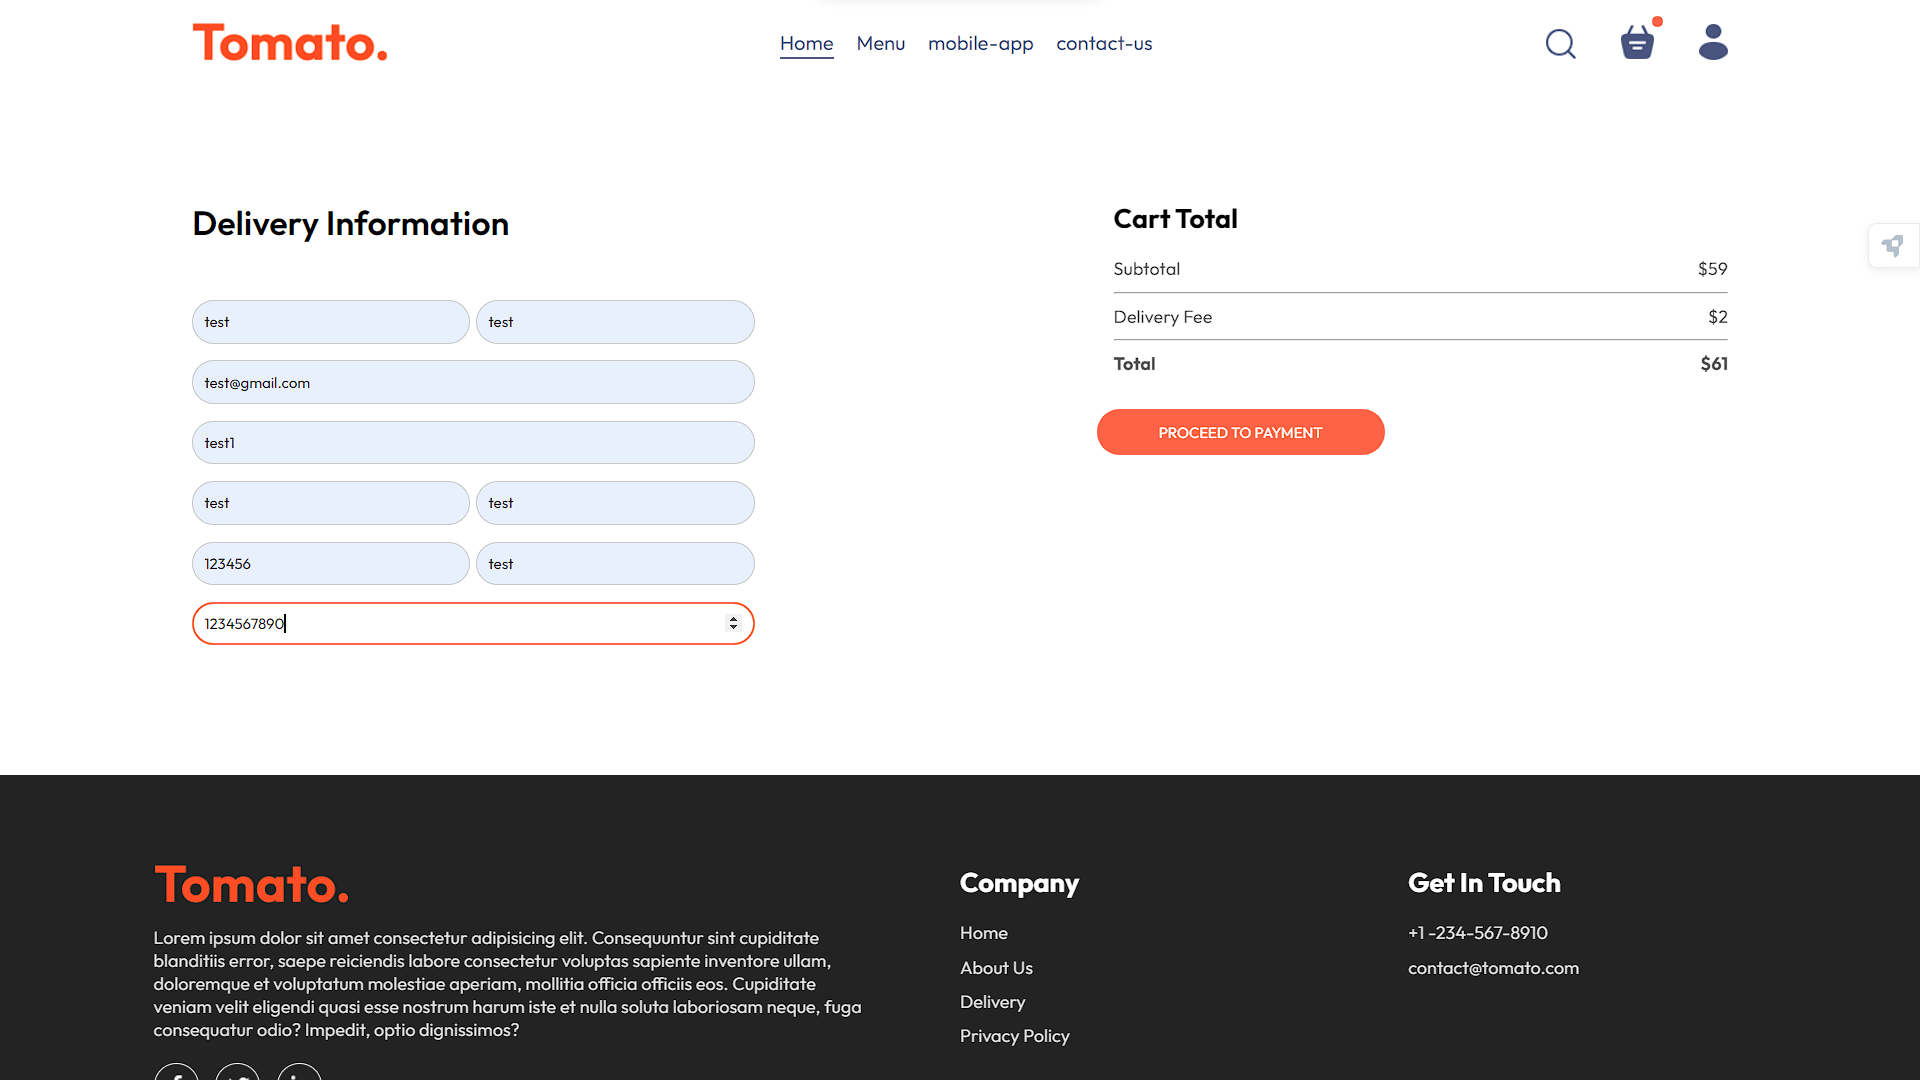 Tomato.
Home Menu mobile-app contact-us
Delivery Information
test test
test@gmail.com
test1
test test
123456 test
1234567890
Cart Total
Subtotal $59
Delivery Fee $2
Total $61
PROCEED TO PAYMENT
Tomato.
Lorem ipsum dolor sit amet consectetur adipisicing elit. Consequuntur sint cupiditate
blanditiis error, saepe reiciendis labore consectetur voluptas sapiente inventore ullam,
doloremque et voluptatum molestiae aperiam, mollitia officia officiis eos. Cupiditate
veniam velit eligendi quasi esse nostrum harum iste et nulla soluta laboriosam neque, fuga
consequatur odio? Impedit, optio dignissimos?
Company
Home
About Us
Delivery
Privacy Policy
Get In Touch
+1 -234-567-8910
contact@tomato.com